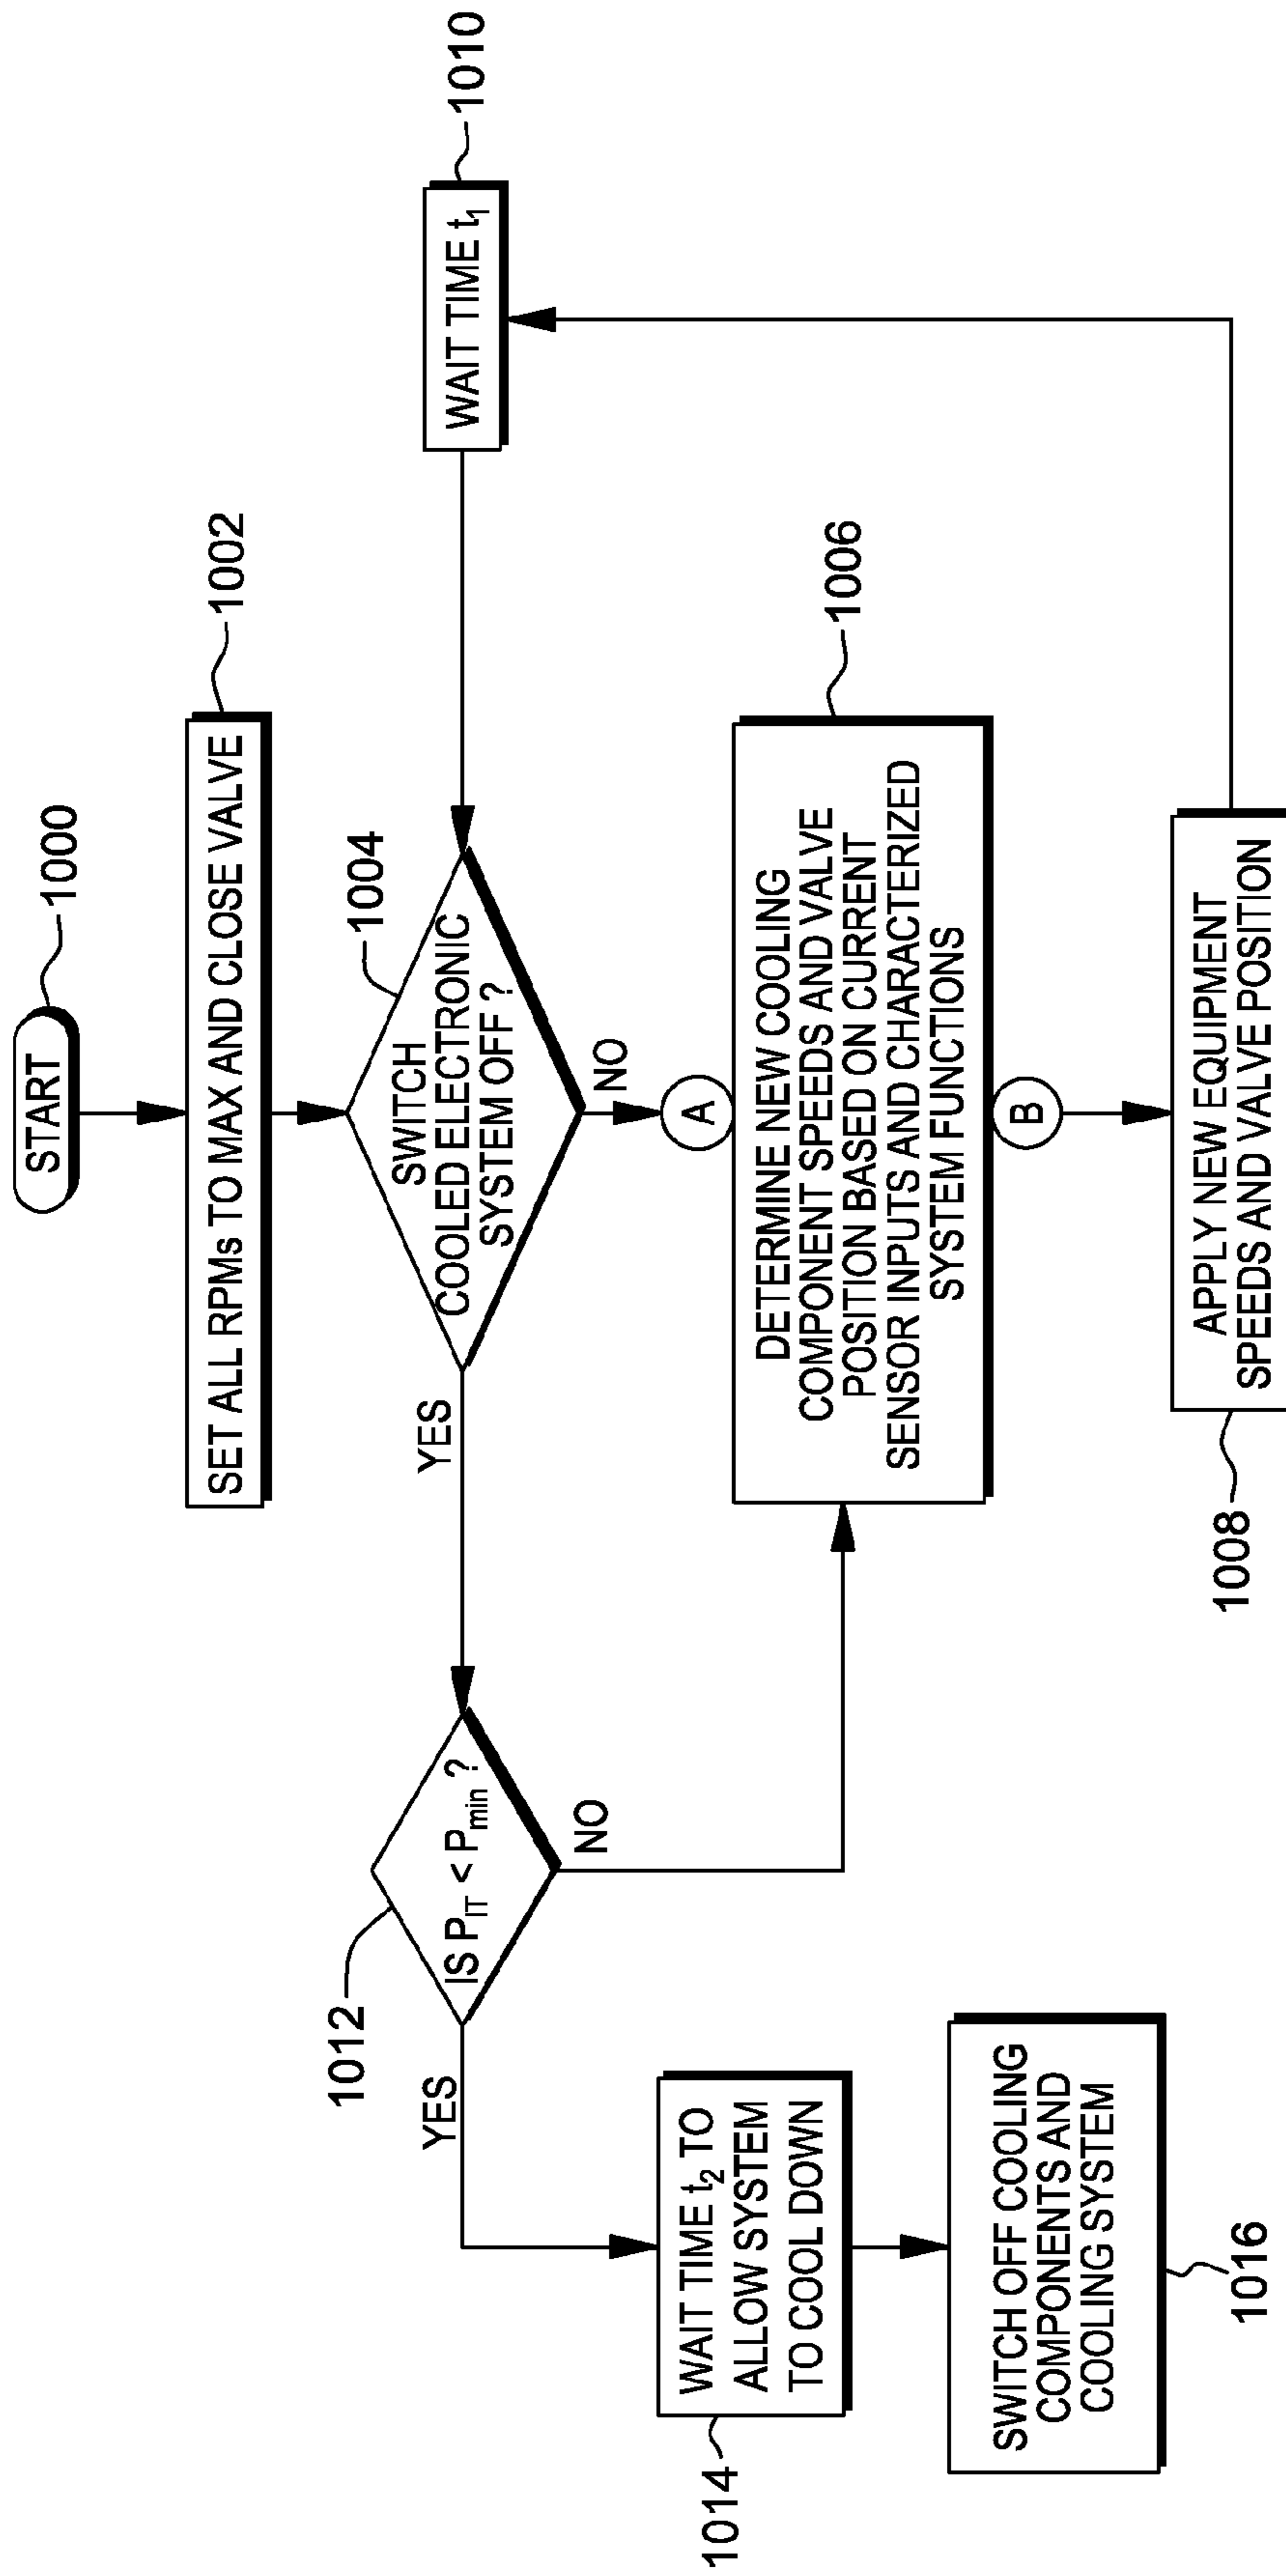 START
1000
SET ALL RPMs TO MAX AND CLOSE VALVE
1002
SWITCH
COOLED ELECTRONIC
SYSTEM OFF ?
1004
YES
NO
WAIT TIME t₁
1010
IS P_IT < P_min ?
1012
YES
NO
A
DETERMINE NEW COOLING
COMPONENT SPEEDS AND VALVE
POSITION BASED ON CURRENT
SENSOR INPUTS AND CHARACTERIZED
SYSTEM FUNCTIONS
1006
B
WAIT TIME t₂ TO
ALLOW SYSTEM
TO COOL DOWN
1014
SWITCH OFF COOLING
COMPONENTS AND
COOLING SYSTEM
1016
APPLY NEW EQUIPMENT
SPEEDS AND VALVE POSITION
1008